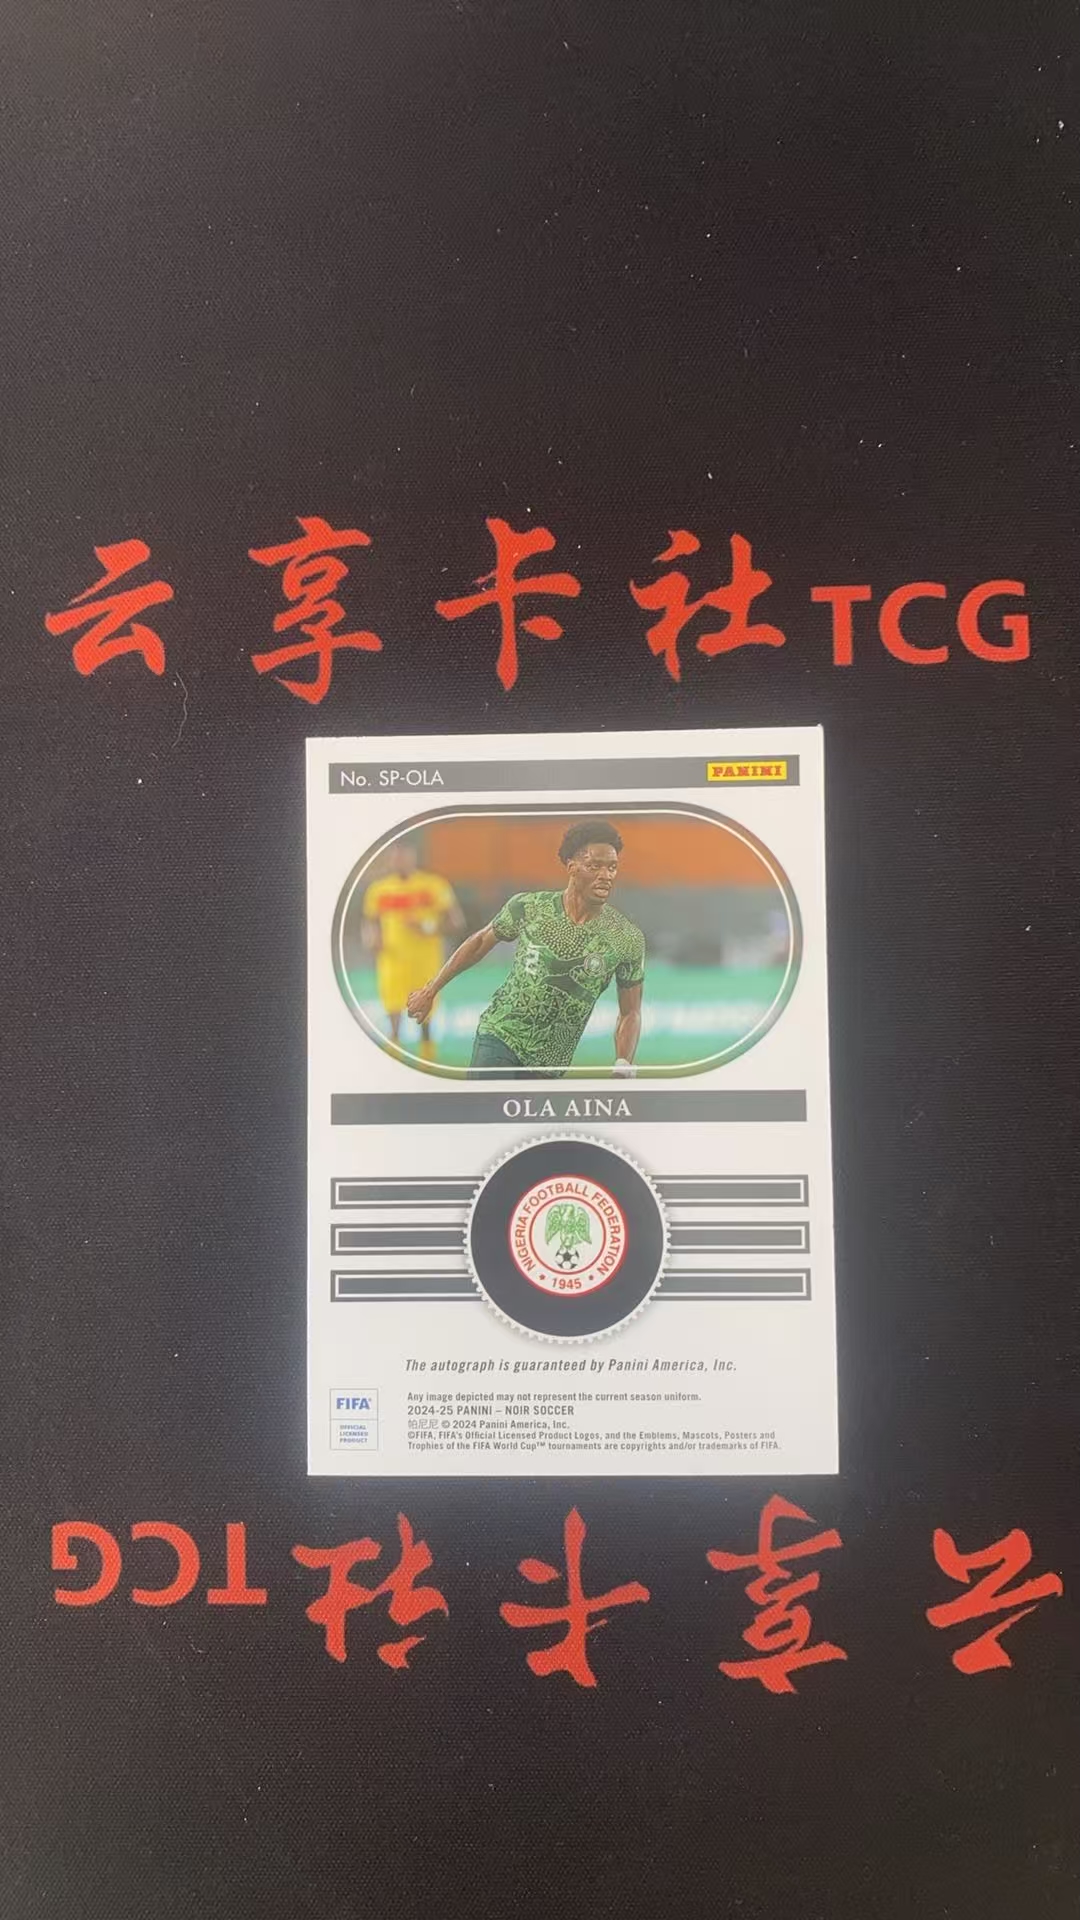 云享卡社TCG
No. SP-OLA
PANINI
OLA AINA
NIGERIA FOOTBALL FEDERATION
• 1945 •
The autograph is guaranteed by Panini America, Inc.
Any image depicted may not represent the current season uniform.
2024-25 PANINI – NOIR SOCCER
帕尼尼 © 2024 Panini America, Inc.
©FIFA, FIFA's Official Licensed Product Logos, and the Emblems, Mascots, Posters and
Trophies of the FIFA World Cup™ tournaments are copyrights and/or trademarks of FIFA.
FIFA®
OFFICIAL
LICENSED
PRODUCT
云享卡社TCG